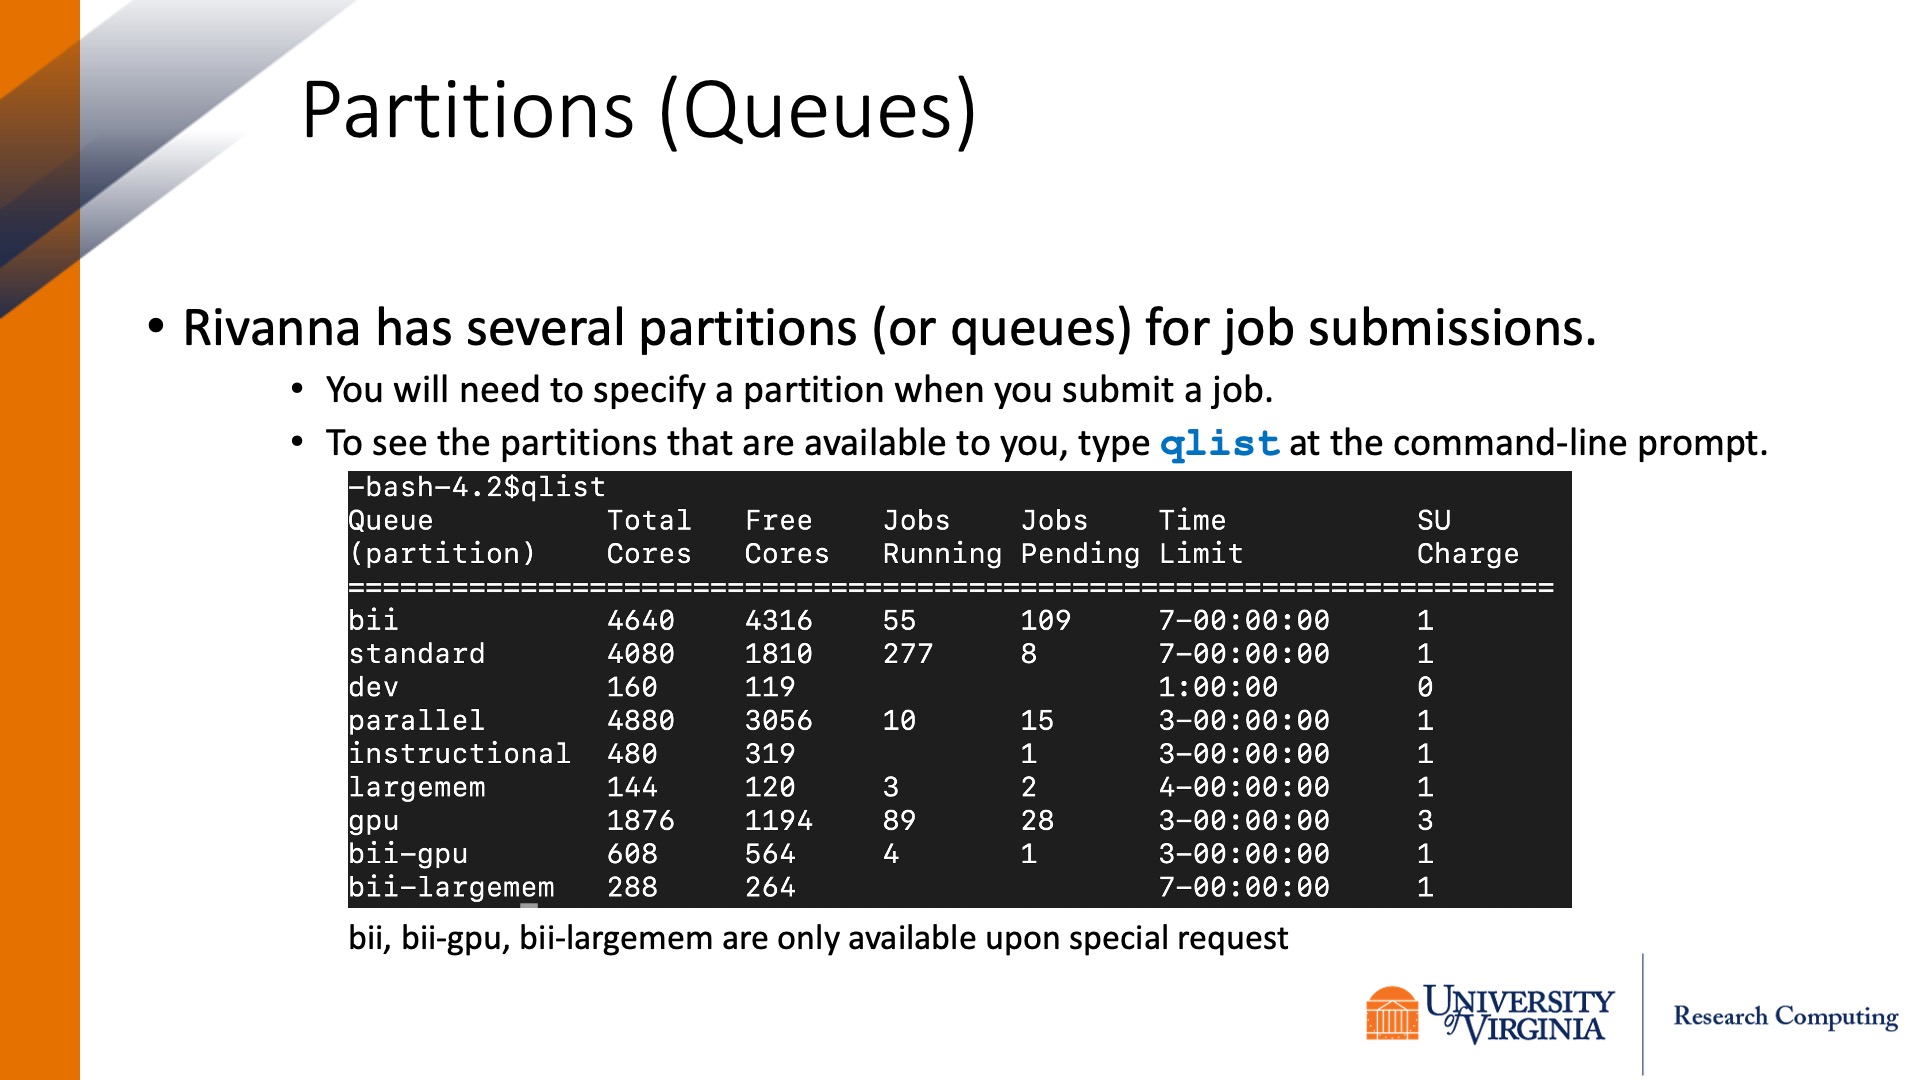 Partitions (Queues)
• Rivanna has several partitions (or queues) for job submissions.
• You will need to specify a partition when you submit a job.
• To see the partitions that are available to you, type qlist at the command-line prompt.
-bash-4.2$qlist
Queue Total Free Jobs Jobs Time SU
(partition) Cores Cores Running Pending Limit Charge
======================================================================
bii 4640 4316 55 109 7-00:00:00 1
standard 4080 1810 277 8 7-00:00:00 1
dev 160 119 1:00:00 0
parallel 4880 3056 10 15 3-00:00:00 1
instructional 480 319 1 3-00:00:00 1
largemem 144 120 3 2 4-00:00:00 1
gpu 1876 1194 89 28 3-00:00:00 3
bii-gpu 608 564 4 1 3-00:00:00 1
bii-largemem 288 264 7-00:00:00 1
bii, bii-gpu, bii-largemem are only available upon special request
UNIVERSITY
of VIRGINIA
Research Computing